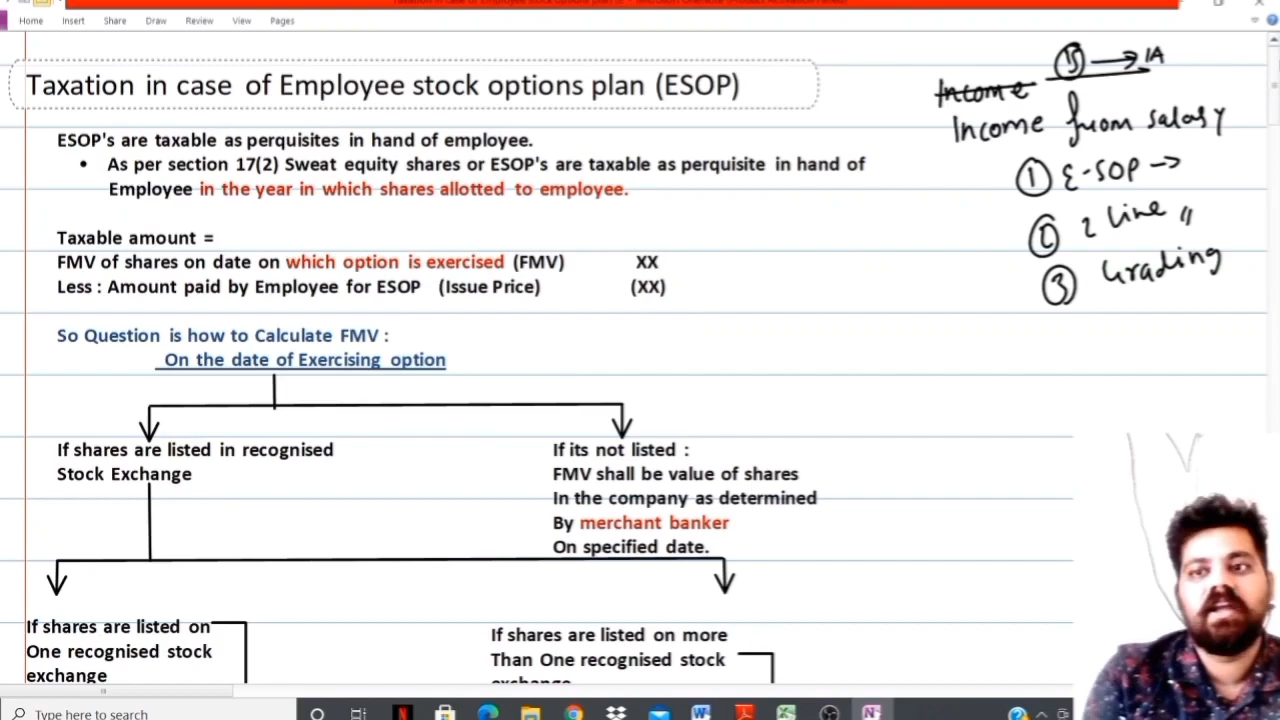 Home Insert Share Draw Review View Pages
Taxation in case of Employee stock options plan (ESOP)
ESOP's are taxable as perquisites in hand of employee.
• As per section 17(2) Sweat equity shares or ESOP's are taxable as perquisite in hand of
Employee in the year in which shares allotted to employee.
Taxable amount =
FMV of shares on date on which option is exercised (FMV) XX
Less : Amount paid by Employee for ESOP (Issue Price) (XX)
So Question is how to Calculate FMV :
On the date of Exercising option
If shares are listed in recognised
Stock Exchange
If its not listed :
FMV shall be value of shares
In the company as determined
By merchant banker
On specified date.
If shares are listed on
One recognised stock
exchange
If shares are listed on more
Than One recognised stock
exchange
Income
Income from salary
① E-SOP →
2 line "
③ Grading
Type here to search